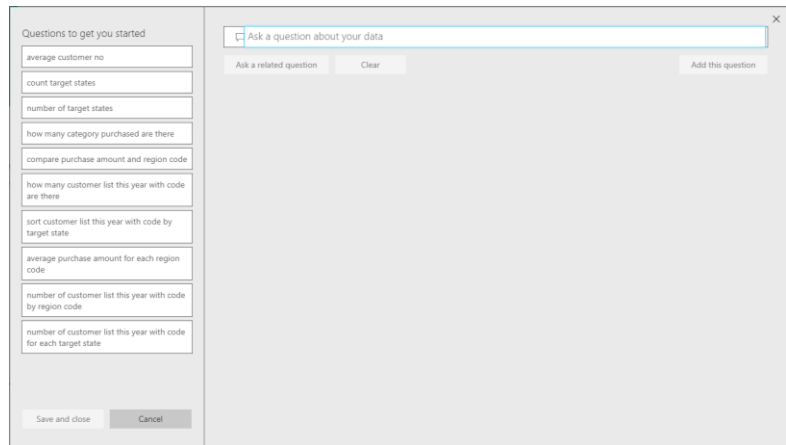 Questions to get you started
average customer no
count target states
number of target states
how many category purchased are there
compare purchase amount and region code
how many customer list this year with code
are there
sort customer list this year with code by
target state
average purchase amount for each region
code
number of customer list this year with code
by region code
number of customer list this year with code
for each target state
Save and close
Cancel
Ask a question about your data
Ask a related question
Clear
Add this question